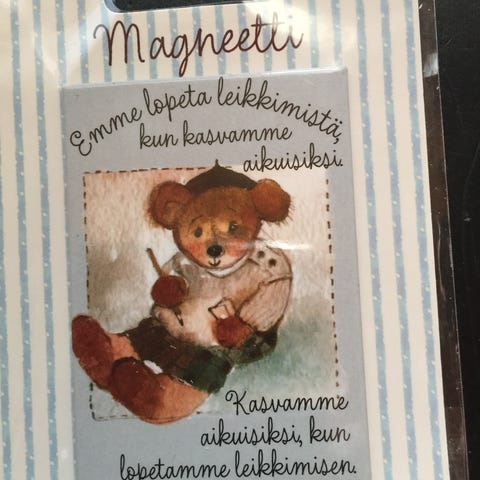 Magneetti
Emme lopeta leikkimistä,
kun kasvamme
aikuisiksi.
Kasvamme
aikuisiksi, kun
lopetamme leikkimisen.